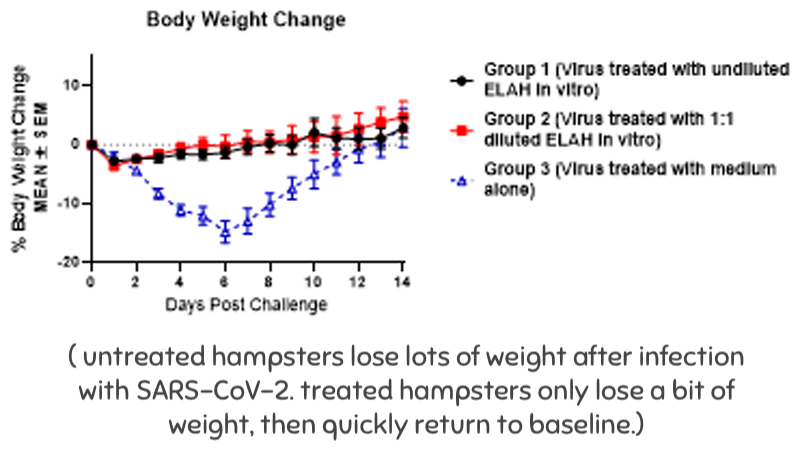 Body Weight Change
% Body Weight Change
MEAN ± SEM
10
0
-10
-20
0 2 4 6 8 10 12 14
Days Post Challenge
Group 1 (Virus treated with undiluted
ELAH in vitro)
Group 2 (Virus treated with 1:1
diluted ELAH in vitro)
Group 3 (Virus treated with medium
alone)
( untreated hampsters lose lots of weight after infection
with SARS-CoV-2. treated hampsters only lose a bit of
weight, then quickly return to baseline.)